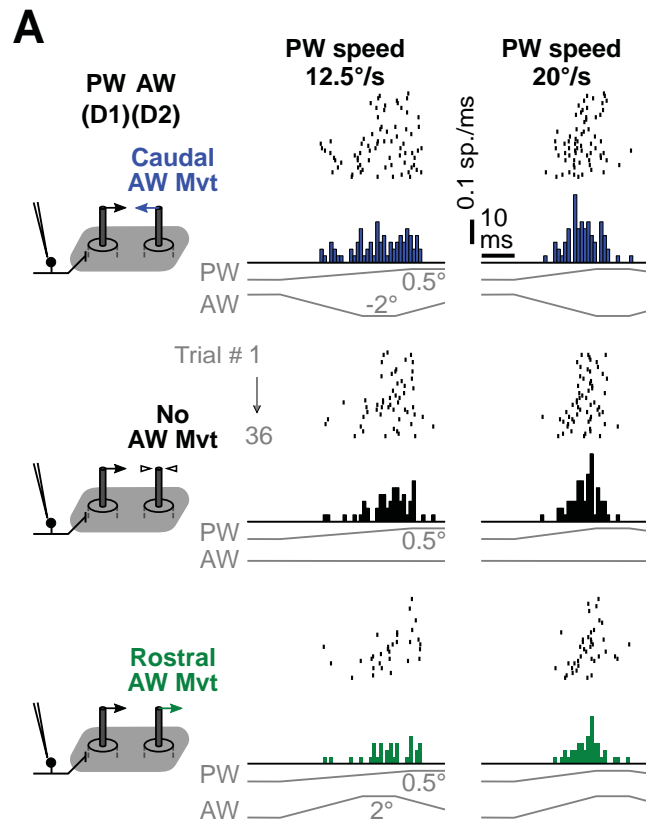 A
PW speed
12.5°/s
PW speed
20°/s
PW AW
(D1)(D2)
Caudal
AW Mvt
0.1 sp./ms
10
ms
PW
0.5°
AW
-2°
Trial # 1
36
No
AW Mvt
PW
0.5°
AW
Rostral
AW Mvt
PW
0.5°
AW
2°